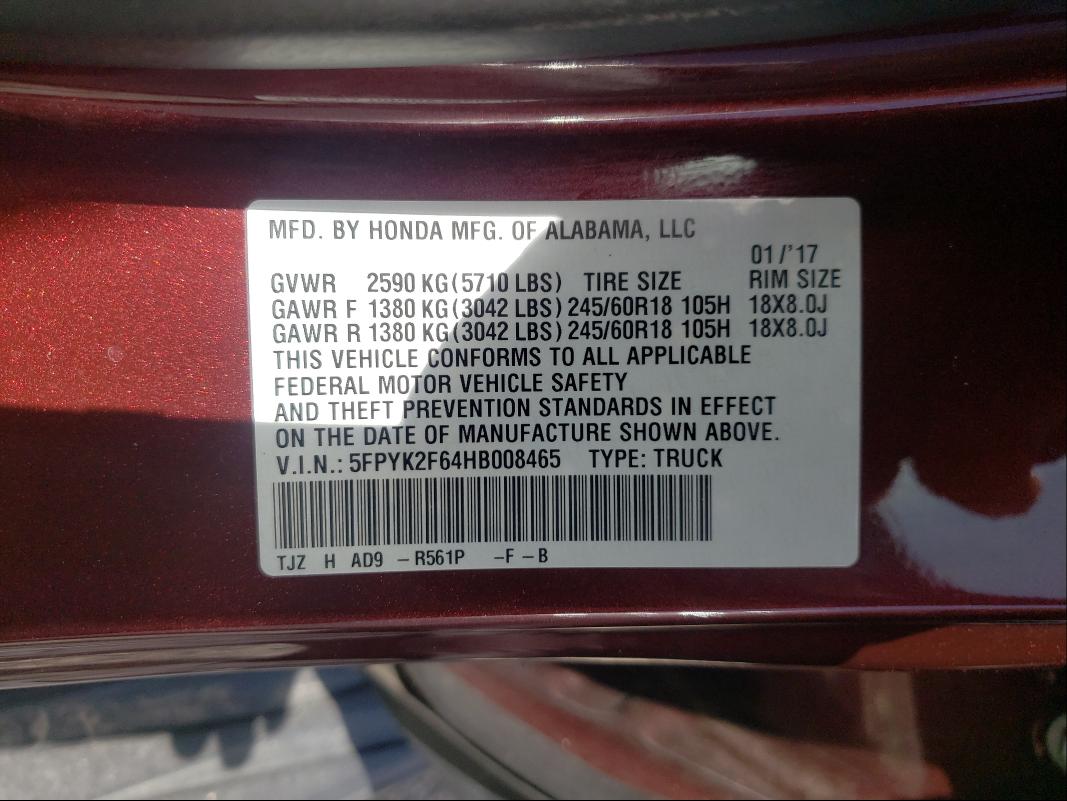 MFD. BY HONDA MFG. OF ALABAMA, LLC
01/'17
GVWR 2590 KG(5710 LBS) TIRE SIZE RIM SIZE
GAWR F 1380 KG(3042 LBS) 245/60R18 105H 18X8.0J
GAWR R 1380 KG(3042 LBS) 245/60R18 105H 18X8.0J
THIS VEHICLE CONFORMS TO ALL APPLICABLE
FEDERAL MOTOR VEHICLE SAFETY
AND THEFT PREVENTION STANDARDS IN EFFECT
ON THE DATE OF MANUFACTURE SHOWN ABOVE.
V.I.N.: 5FPYK2F64HB008465 TYPE: TRUCK
TJZ H AD9 –R561P –F –B